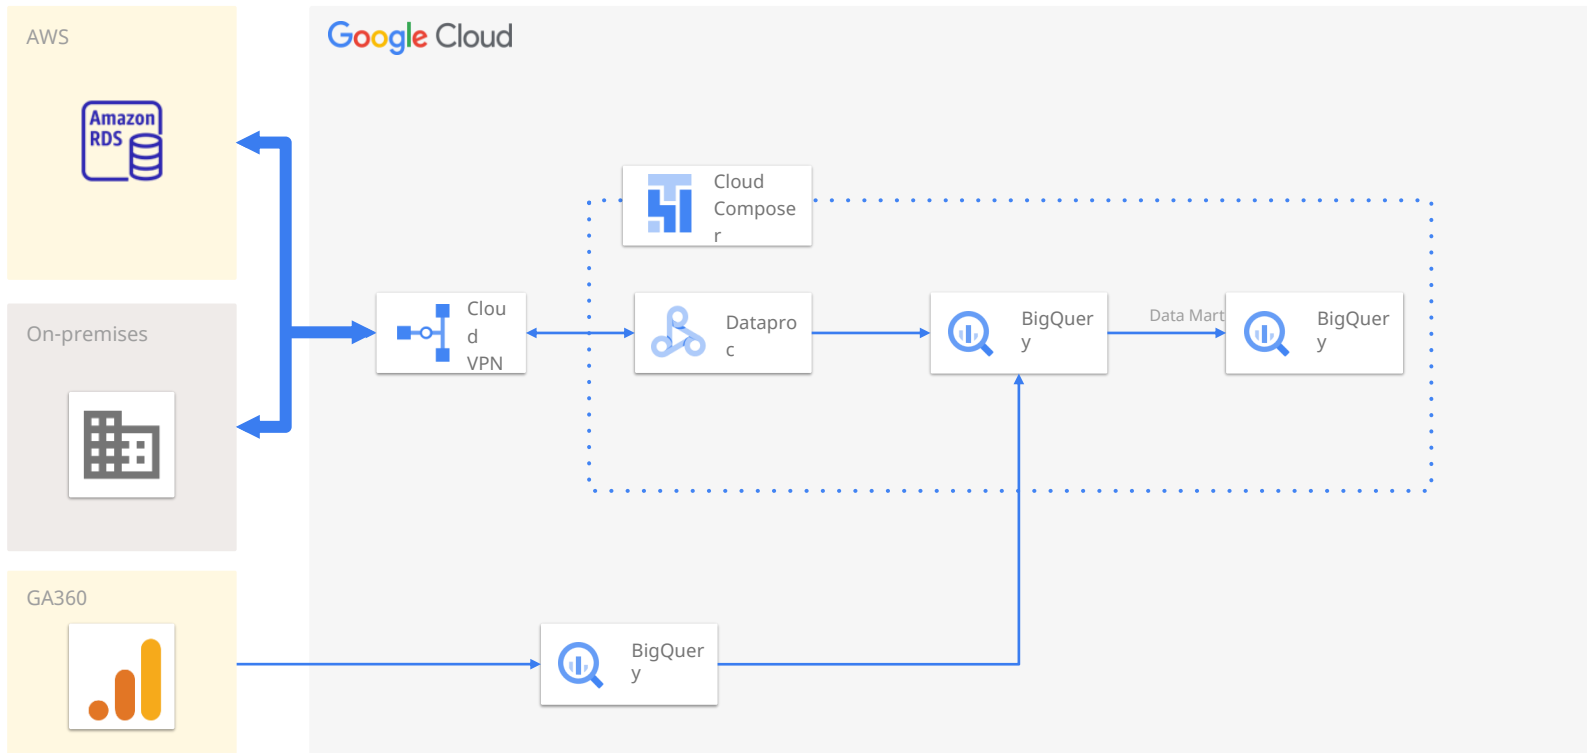 AWS
Amazon
RDS
Google Cloud
Cloud
Compose
r
On-premises
Clou
d
VPN
Datapro
c
BigQuer
y
Data Mart
BigQuer
y
GA360
BigQuer
y